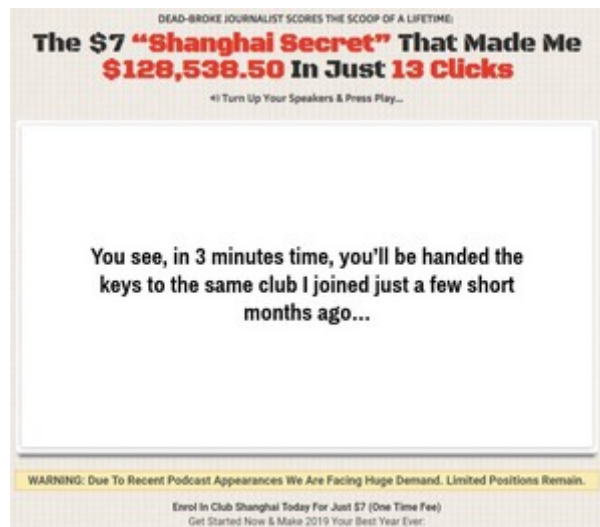 DEAD-BROKE JOURNALIST SCORES THE SCOOP OF A LIFETIME:
The $7 “Shanghai Secret” That Made Me
$128,538.50 In Just 13 Clicks
Turn Up Your Speakers & Press Play...
You see, in 3 minutes time, you’ll be handed the
keys to the same club I joined just a few short
months ago...
WARNING: Due To Recent Podcast Appearances We Are Facing Huge Demand. Limited Positions Remain.
Enrol In Club Shanghai Today For Just $7 (One Time Fee)
Get Started Now & Make 2019 Your Best Year Ever: